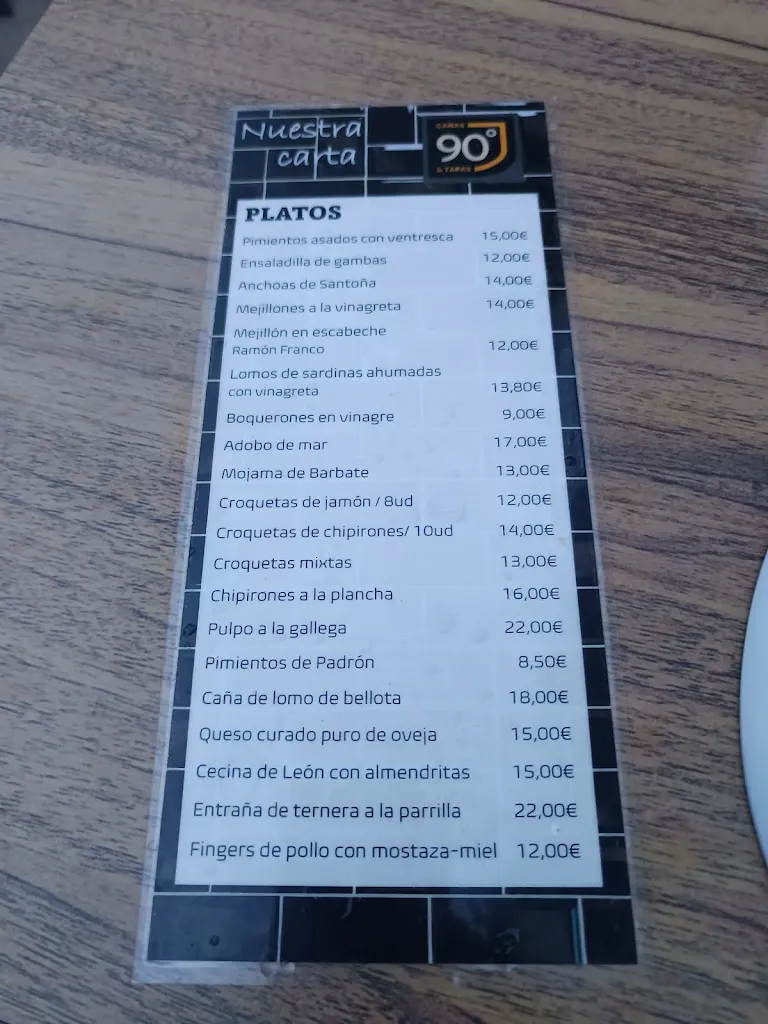 Nuestra
carta
CAÑAS
90°
& TAPAS
PLATOS
Pimientos asados con ventresca 15,00€
Ensaladilla de gambas 12,00€
Anchoas de Santoña 14,00€
Mejillones a la vinagreta 14,00€
Mejillón en escabeche
Ramón Franco 12,00€
Lomos de sardinas ahumadas
con vinagreta 13,80€
Boquerones en vinagre 9,00€
Adobo de mar 17,00€
Mojama de Barbate 13,00€
Croquetas de jamón / 8ud 12,00€
Croquetas de chipirones/ 10ud 14,00€
Croquetas mixtas 13,00€
Chipirones a la plancha 16,00€
Pulpo a la gallega 22,00€
Pimientos de Padrón 8,50€
Caña de lomo de bellota 18,00€
Queso curado puro de oveja 15,00€
Cecina de León con almendritas 15,00€
Entraña de ternera a la parrilla 22,00€
Fingers de pollo con mostaza-miel 12,00€